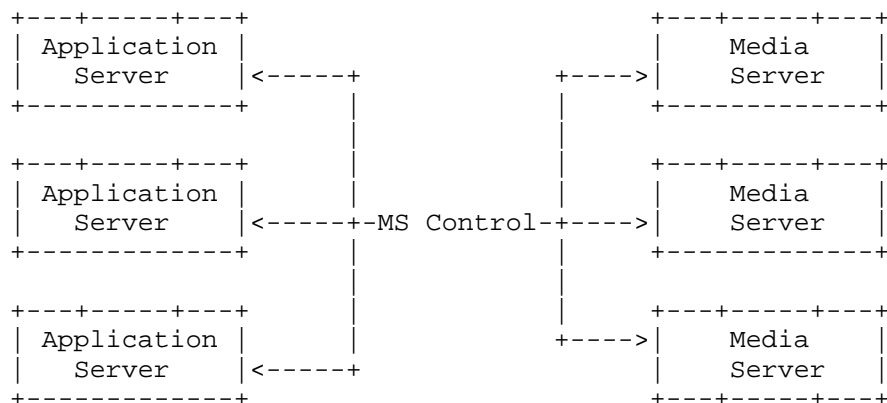 Application Media
Server Server
Application Media
Server MS Control Server
Application Media
Server Server